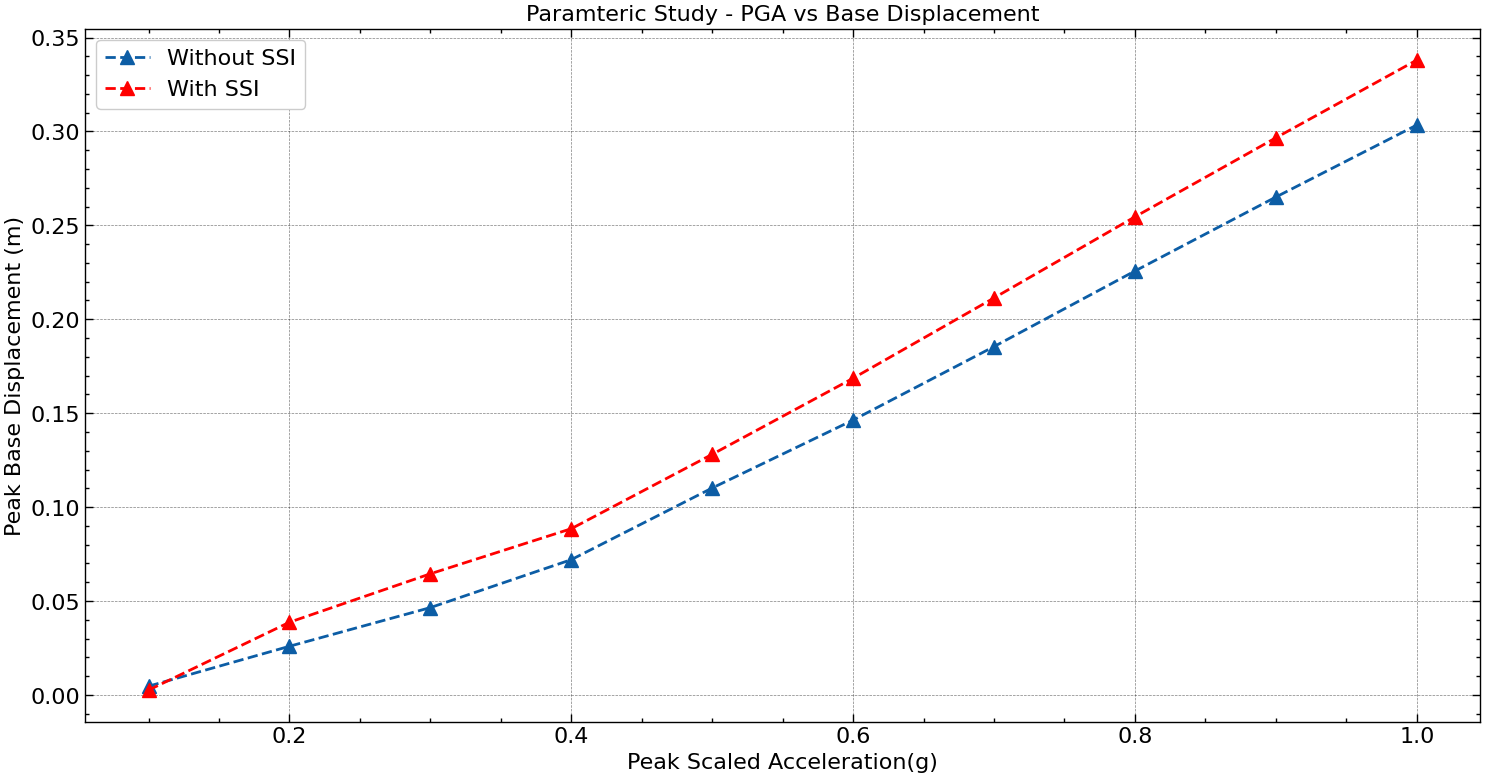 Paramteric Study - PGA vs Base Displacement
Without SSI
With SSI
0.35
0.30
0.25
0.20
0.15
0.10
0.05
0.00
Peak Base Displacement (m)
0.2
0.4
0.6
0.8
1.0
Peak Scaled Acceleration(g)